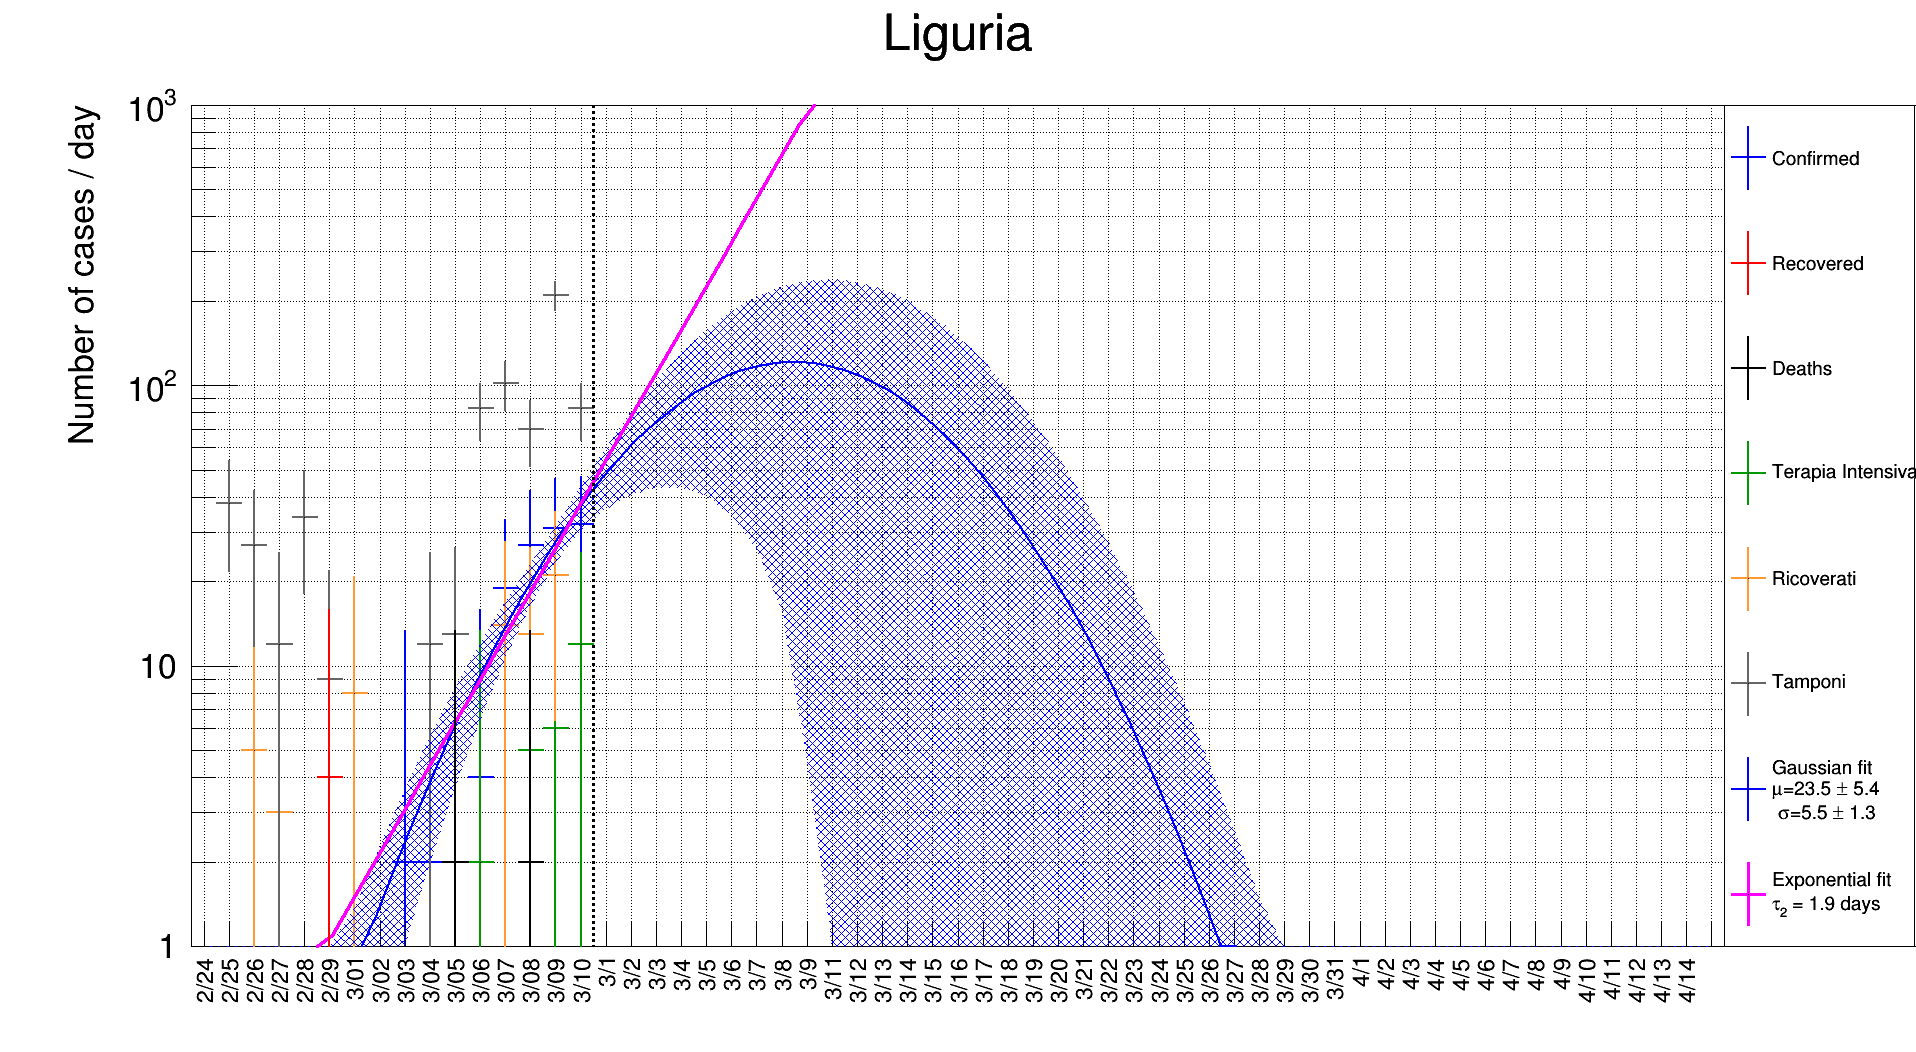 Liguria
Number of cases / day
10³
10²
10
1
2/24 2/25 2/26 2/27 2/28 2/29 3/01 3/02 3/03 3/04 3/05 3/06 3/07 3/08 3/09 3/10 3/1 3/2 3/3 3/4 3/5 3/6 3/7 3/8 3/9 3/11 3/12 3/13 3/14 3/15 3/16 3/17 3/18 3/19 3/20 3/21 3/22 3/23 3/24 3/25 3/26 3/27 3/28 3/29 3/30 3/31 4/1 4/2 4/3 4/4 4/5 4/6 4/7 4/8 4/9 4/10 4/11 4/12 4/13 4/14
Confirmed
Recovered
Deaths
Terapia Intensiva
Ricoverati
Tamponi
Gaussian fit
μ=23.5 ± 5.4
σ=5.5 ± 1.3
Exponential fit
τ₂ = 1.9 days